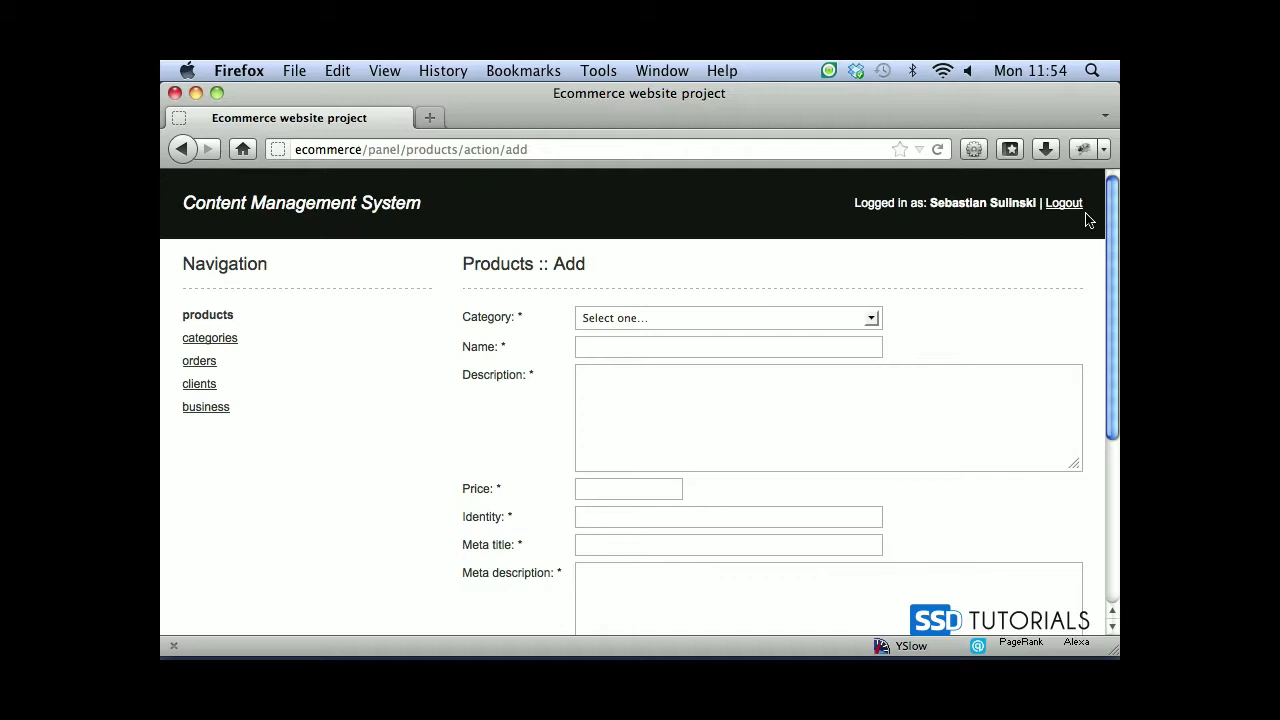 Firefox File Edit View History Bookmarks Tools Window Help Mon 11:54
Ecommerce website project
Ecommerce website project
ecommerce/panel/products/action/add
Content Management System
Logged in as: Sebastian Sulinski | Logout
Navigation
products
categories
orders
clients
business
Products :: Add
Category: * Select one...
Name: *
Description: *
Price: *
Identity: *
Meta title: *
Meta description: *
SSD TUTORIALS
YSlow PageRank Alexa